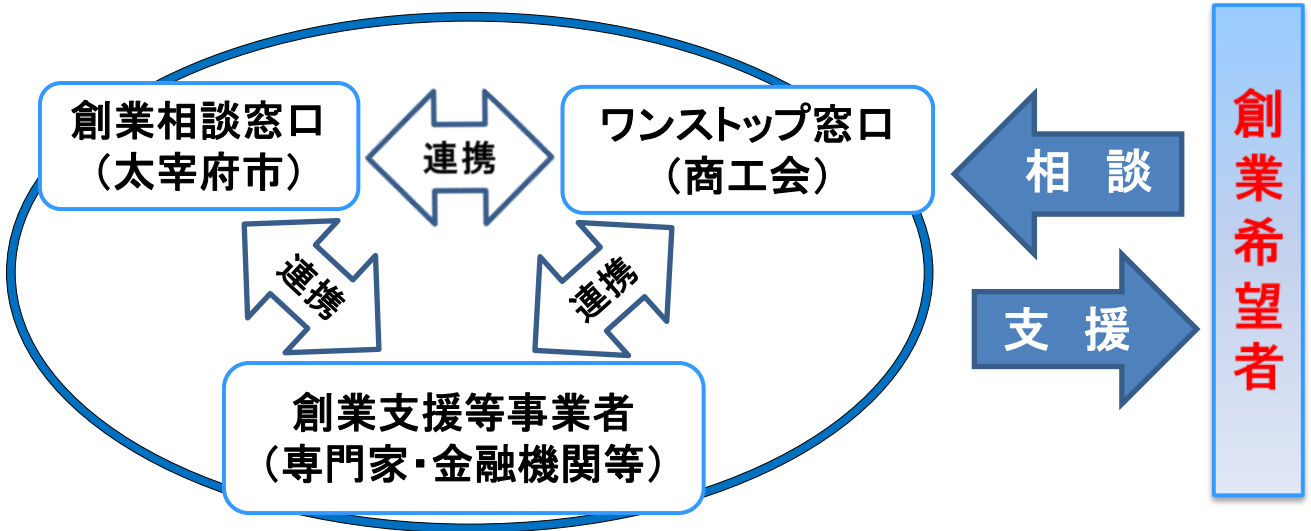 創業相談窓口
（太宰府市）
連携
ワンストップ窓口
（商工会）
連携
連携
創業支援等事業者
（専門家・金融機関等）
相　談
支　援
創業希望者